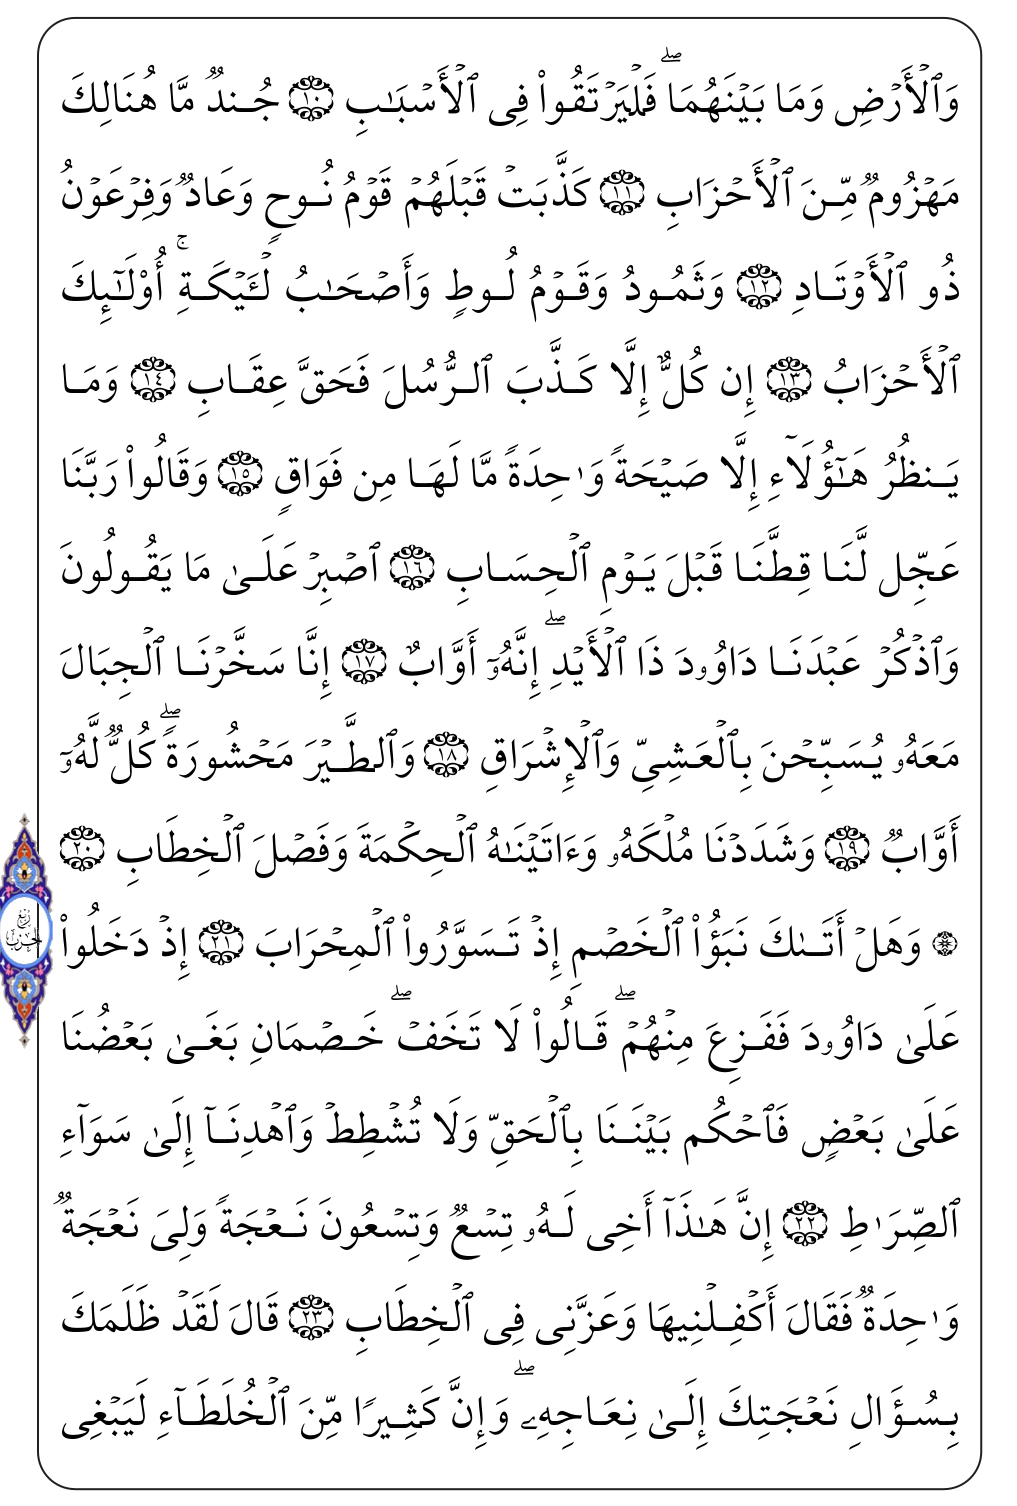 وَٱلۡأَرۡضِ وَمَا بَيۡنَهُمَاۖ فَلۡيَرۡتَقُواْ فِى ٱلۡأَسۡبَٰبِ ١٠ جُندٌ مَّا هُنَالِكَ
مَهۡزُومٌ مِّنَ ٱلۡأَحۡزَابِ ١١ كَذَّبَتۡ قَبۡلَهُمۡ قَوۡمُ نُوحٍ وَعَادٌ وَفِرۡعَوۡنُ
ذُو ٱلۡأَوۡتَادِ ١٢ وَثَمُودُ وَقَوۡمُ لُوطٍ وَأَصۡحَٰبُ لۡـَٔيۡكَةِۚ أُوْلَٰٓئِكَ
ٱلۡأَحۡزَابُ ١٣ إِن كُلٌّ إِلَّا كَذَّبَ ٱلرُّسُلَ فَحَقَّ عِقَابِ ١٤ وَمَا
يَنظُرُ هَٰٓؤُلَآءِ إِلَّا صَيۡحَةً وَٰحِدَةً مَّا لَهَا مِن فَوَاقٍ ١٥ وَقَالُواْ رَبَّنَا
عَجِّل لَّنَا قِطَّنَا قَبۡلَ يَوۡمِ ٱلۡحِسَابِ ١٦ ٱصۡبِرۡ عَلَىٰ مَا يَقُولُونَ
وَٱذۡكُرۡ عَبۡدَنَا دَاوُۥدَ ذَا ٱلۡأَيۡدِۖ إِنَّهُۥٓ أَوَّابٌ ١٧ إِنَّا سَخَّرۡنَا ٱلۡجِبَالَ
مَعَهُۥ يُسَبِّحۡنَ بِٱلۡعَشِىِّ وَٱلۡإِشۡرَاقِ ١٨ وَٱلطَّيۡرَ مَحۡشُورَةًۖ كُلٌّ لَّهُۥٓ
أَوَّابٌ ١٩ وَشَدَدۡنَا مُلۡكَهُۥ وَءَاتَيۡنَٰهُ ٱلۡحِكۡمَةَ وَفَصۡلَ ٱلۡخِطَابِ ٢٠
۞ وَهَلۡ أَتَىٰكَ نَبَؤُاْ ٱلۡخَصۡمِ إِذۡ تَسَوَّرُواْ ٱلۡمِحۡرَابَ ٢١ إِذۡ دَخَلُواْ
ربع
الحزب
عَلَىٰ دَاوُۥدَ فَفَزِعَ مِنۡهُمۡۖ قَالُواْ لَا تَخَفۡۖ خَصۡمَانِ بَغَىٰ بَعۡضُنَا
عَلَىٰ بَعۡضٍ فَٱحۡكُم بَيۡنَنَا بِٱلۡحَقِّ وَلَا تُشۡطِطۡ وَٱهۡدِنَآ إِلَىٰ سَوَآءِ
ٱلصِّرَٰطِ ٢٢ إِنَّ هَٰذَآ أَخِى لَهُۥ تِسۡعٌ وَتِسۡعُونَ نَعۡجَةً وَلِىَ نَعۡجَةٌ
وَٰحِدَةٌ فَقَالَ أَكۡفِلۡنِيهَا وَعَزَّنِى فِى ٱلۡخِطَابِ ٢٣ قَالَ لَقَدۡ ظَلَمَكَ
بِسُؤَالِ نَعۡجَتِكَ إِلَىٰ نِعَاجِهِۦۖ وَإِنَّ كَثِيرًا مِّنَ ٱلۡخُلَطَآءِ لَيَبۡغِى